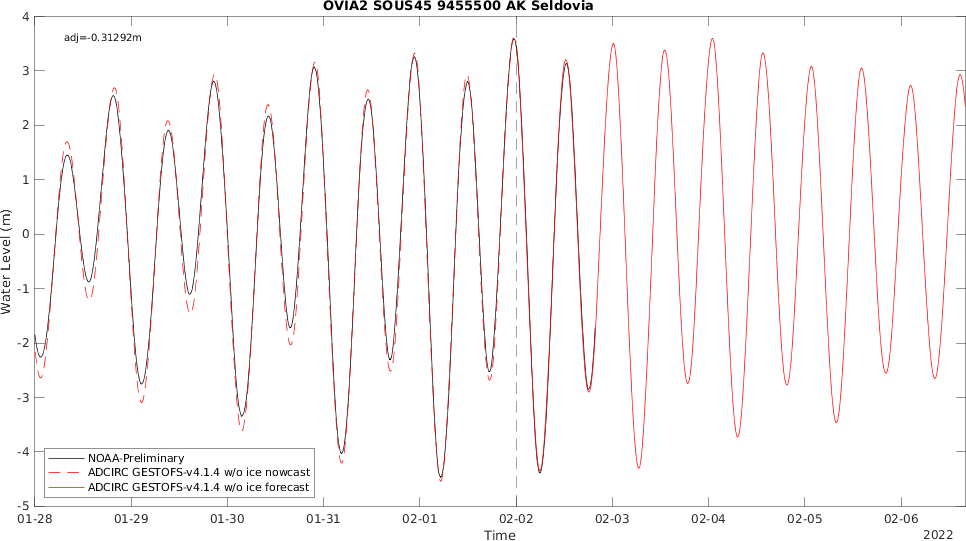 OVIA2 SOUS45 9455500 AK Seldovia
adj=-0.31292m
4
3
2
1
0
-1
-2
-3
-4
-5
Water Level (m)
NOAA-Preliminary
ADCIRC GESTOFS-v4.1.4 w/o ice nowcast
ADCIRC GESTOFS-v4.1.4 w/o ice forecast
01-28 01-29 01-30 01-31 02-01 02-02 02-03 02-04 02-05 02-06
Time
2022